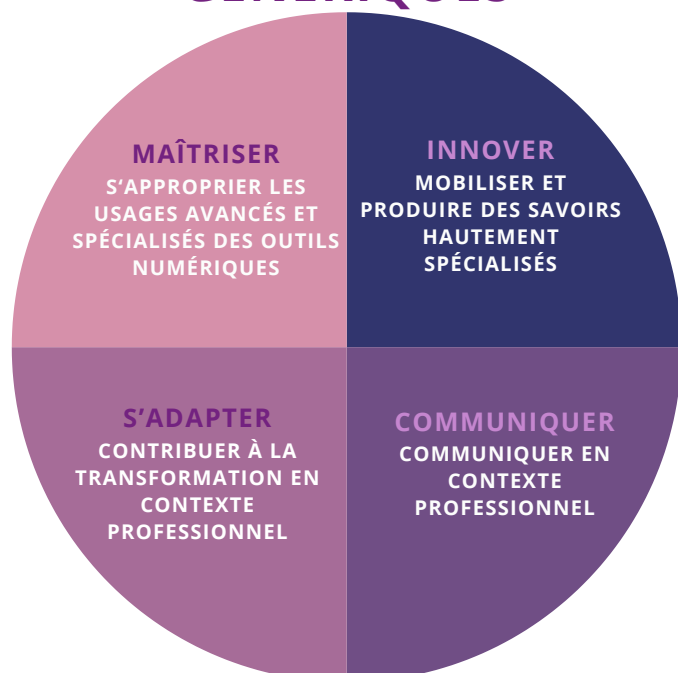 MAÎTRISER
S'APPROPRIER LES
USAGES AVANCÉS ET
SPÉCIALISÉS DES OUTILS
NUMÉRIQUES
INNOVER
MOBILISER ET
PRODUIRE DES SAVOIRS
HAUTEMENT
SPÉCIALISÉS
S'ADAPTER
CONTRIBUER À LA
TRANSFORMATION EN
CONTEXTE
PROFESSIONNEL
COMMUNIQUER
COMMUNIQUER EN
CONTEXTE
PROFESSIONNEL